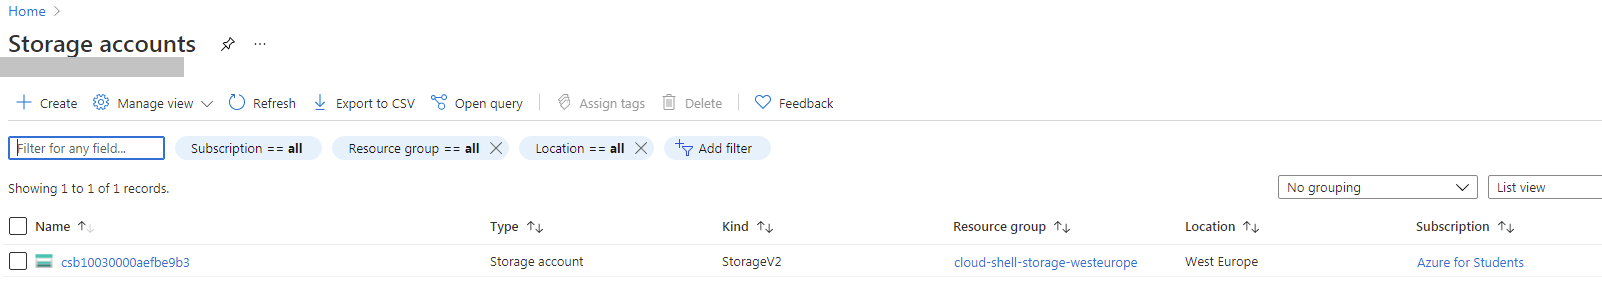 Home
Storage accounts ...
Create Manage view Refresh Export to CSV Open query Assign tags Delete Feedback
Filter for any field... Subscription == all Resource group == all Location == all Add filter
Showing 1 to 1 of 1 records. No grouping List view
Name Type Kind Resource group Location Subscription
csb10030000aefbe9b3 Storage account StorageV2 cloud-shell-storage-westeurope West Europe Azure for Students